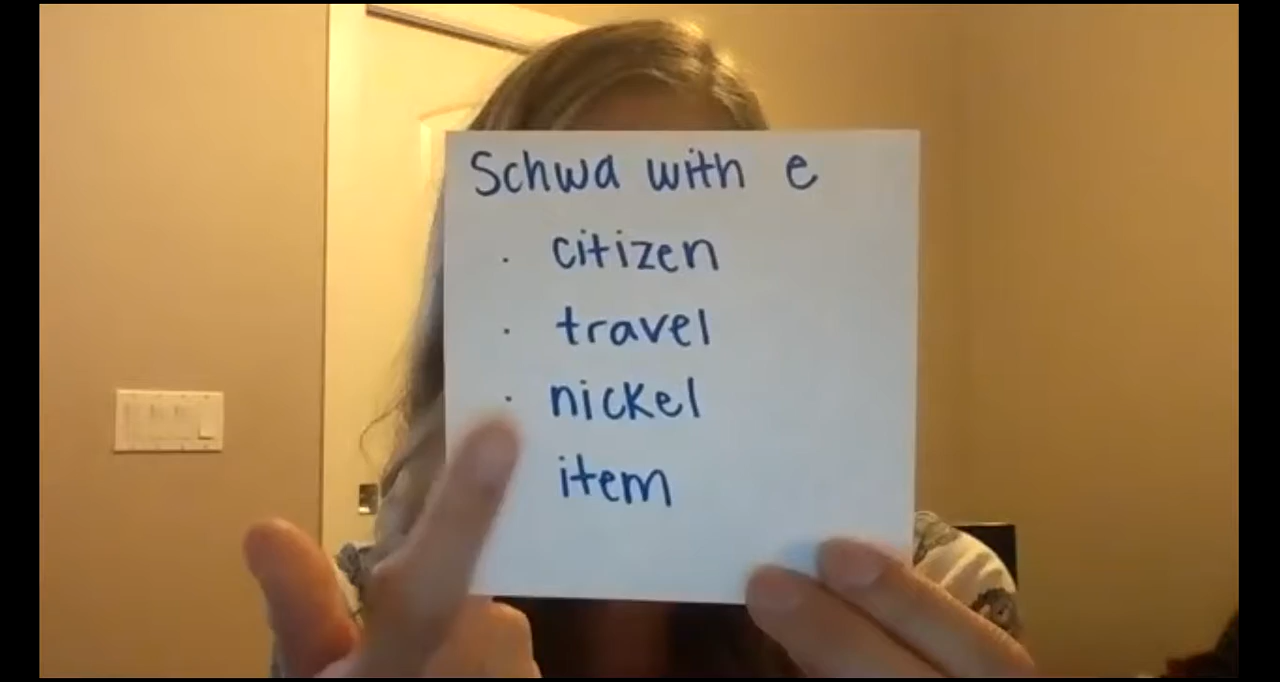 Schwa with e
· citizen
· travel
· nickel
item